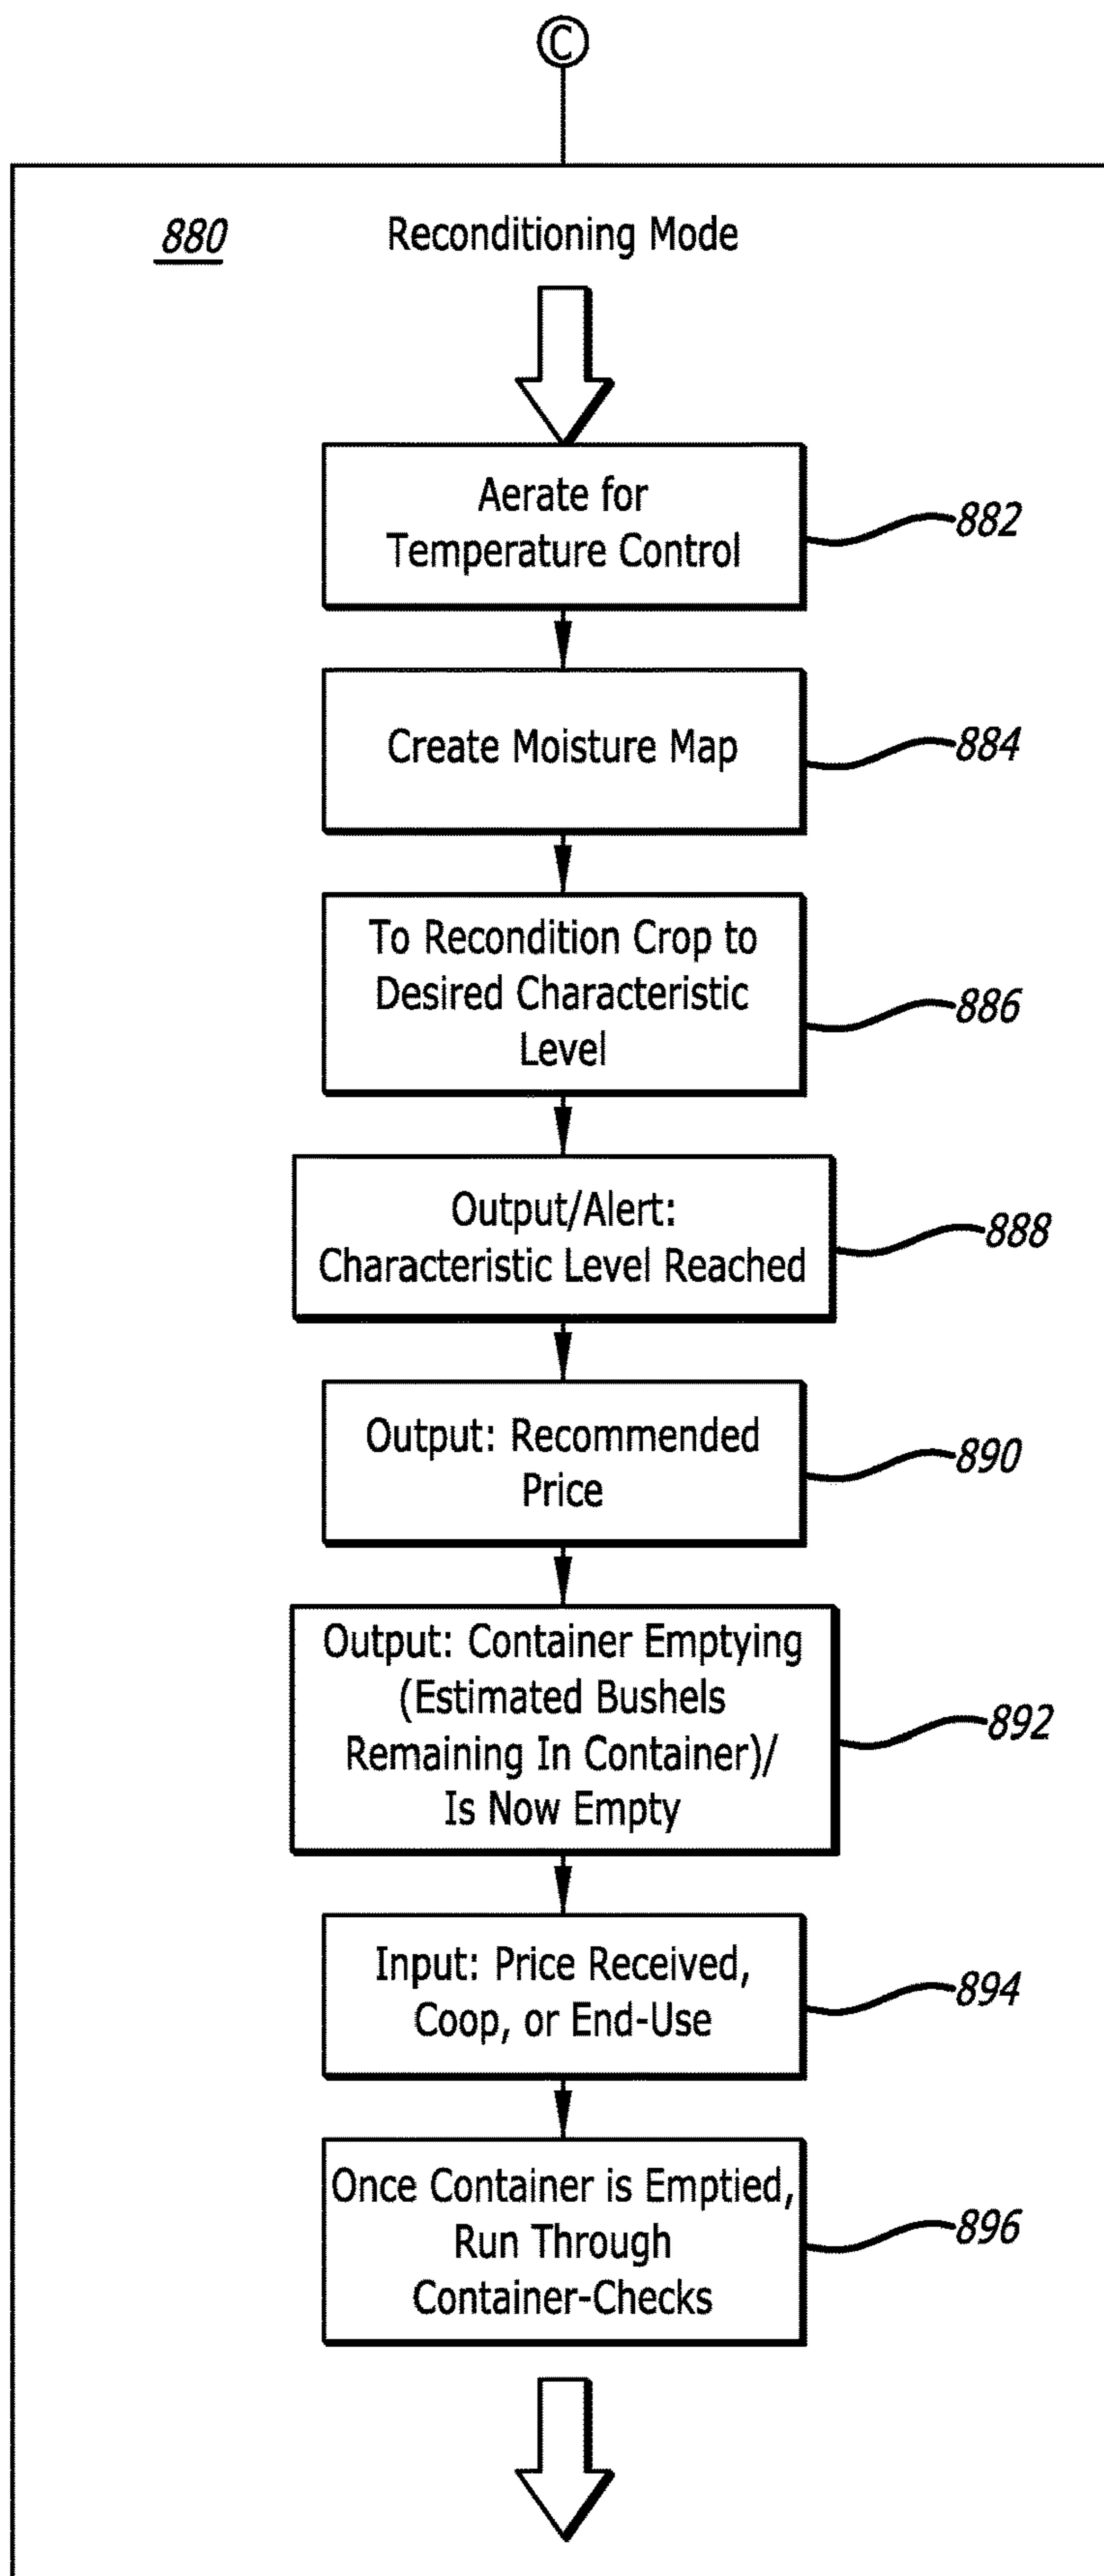 C
880
Reconditioning Mode
Aerate for
Temperature Control
882
Create Moisture Map
884
To Recondition Crop to
Desired Characteristic
Level
886
Output/Alert:
Characteristic Level Reached
888
Output: Recommended
Price
890
Output: Container Emptying
(Estimated Bushels
Remaining In Container)/
Is Now Empty
892
Input: Price Received,
Coop, or End-Use
894
Once Container is Emptied,
Run Through
Container-Checks
896